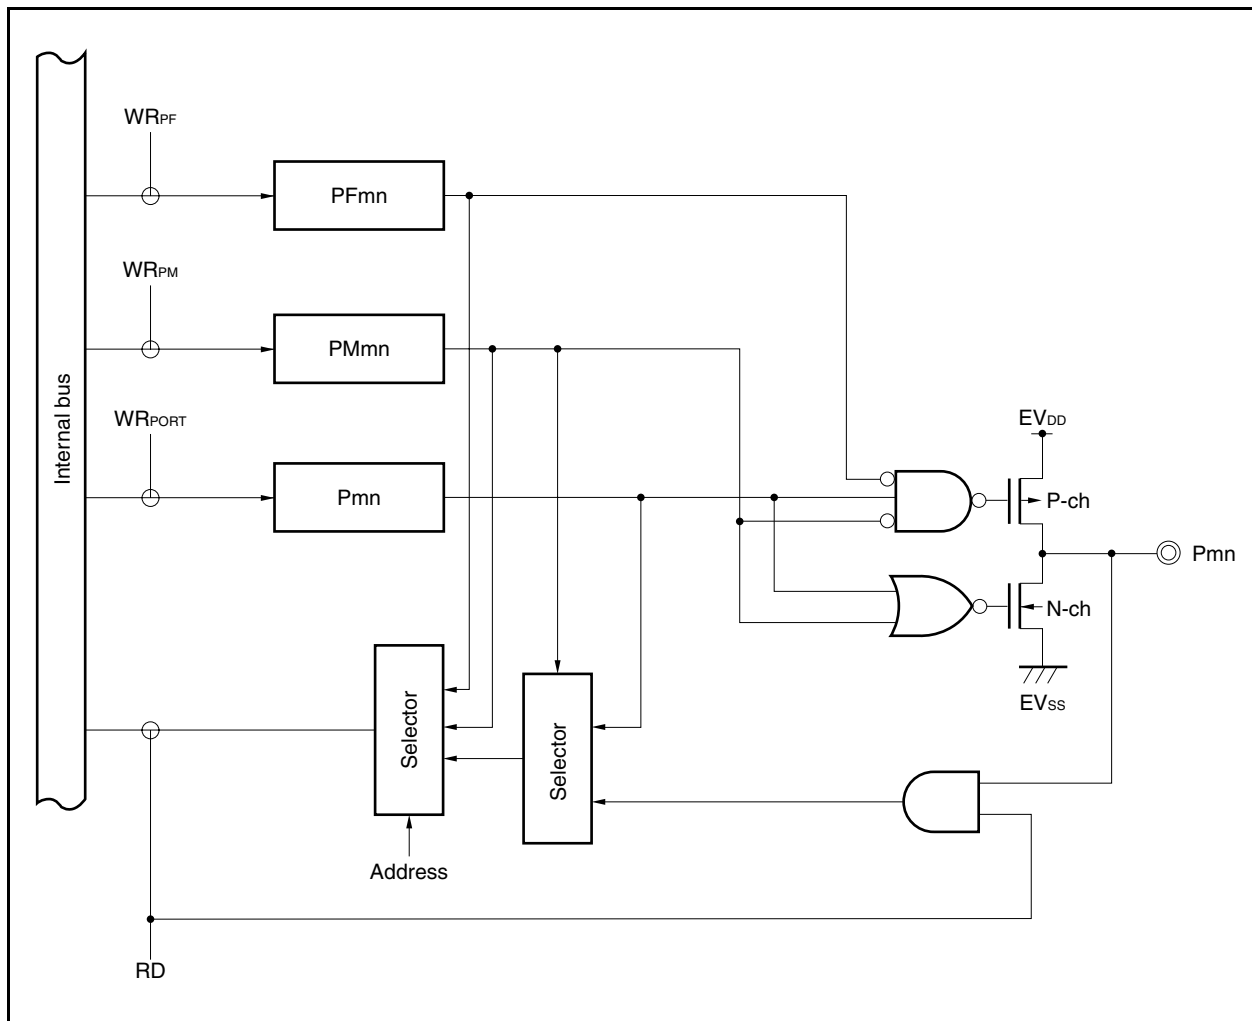 WRPF
PFmn
WRPM
PMmn
Internal bus
WRPORT
Pmn
EVDD
P-ch
Pmn
N-ch
EVSS
Selector
Selector
Address
RD